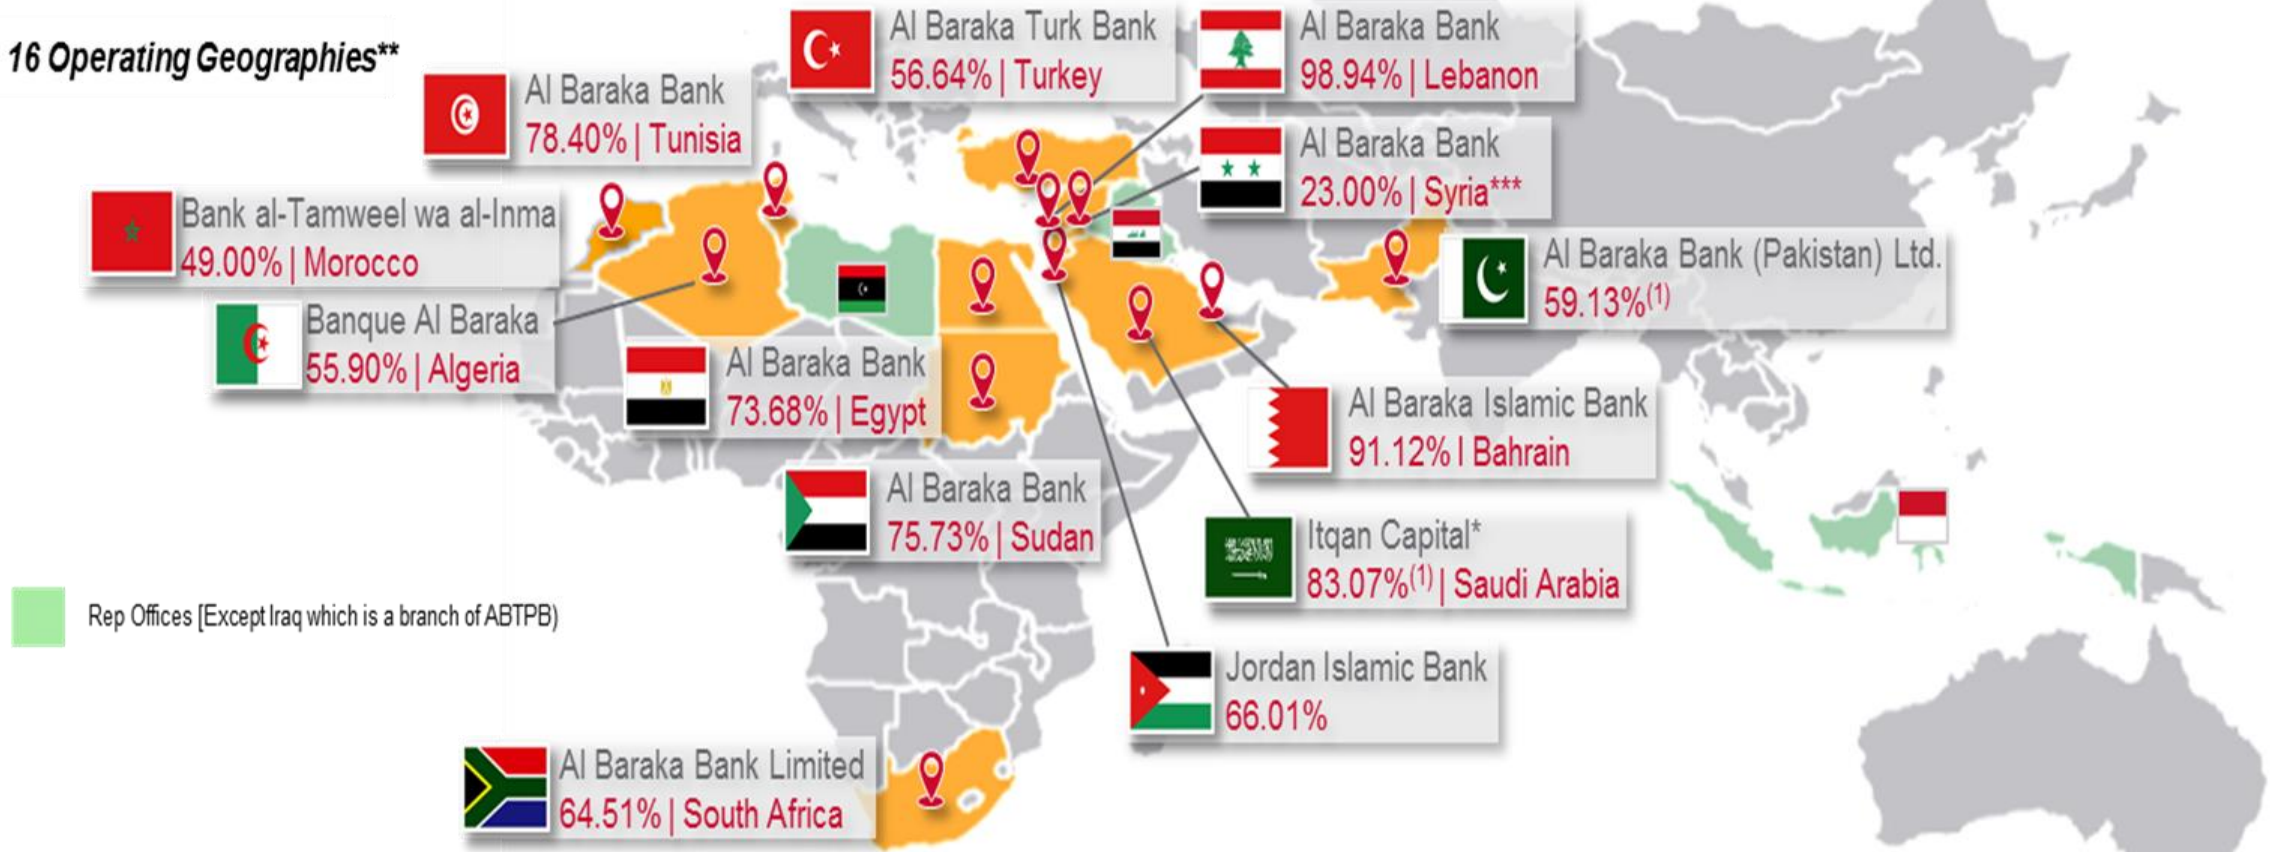 16 Operating Geographies**
Al Baraka Turk Bank
56.64% | Turkey
Al Baraka Bank
98.94% | Lebanon
Al Baraka Bank
78.40% | Tunisia
Al Baraka Bank
23.00% | Syria***
Bank al-Tamweel wa al-Inma
49.00% | Morocco
Al Baraka Bank (Pakistan) Ltd.
59.13%(1)
Banque Al Baraka
55.90% | Algeria
Al Baraka Bank
73.68% | Egypt
Al Baraka Islamic Bank
91.12% I Bahrain
Al Baraka Bank
75.73% | Sudan
Itqan Capital*
83.07%(1) | Saudi Arabia
Rep Offices [Except Iraq which is a branch of ABTPB)
Jordan Islamic Bank
66.01%
Al Baraka Bank Limited
64.51% | South Africa